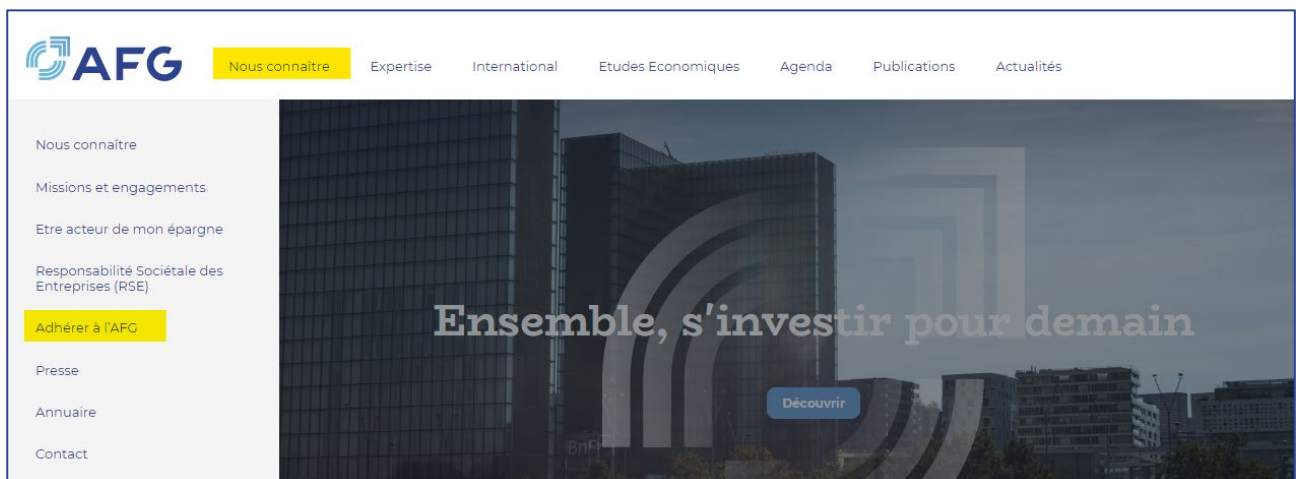 AFG
Nous connaître Expertise International Etudes Economiques Agenda Publications Actualités
Nous connaître
Missions et engagements
Etre acteur de mon épargne
Responsabilité Sociétale des
Entreprises (RSE)
Adhérer à l'AFG
Presse
Annuaire
Contact
Ensemble, s'investir pour demain
Découvrir
BnF